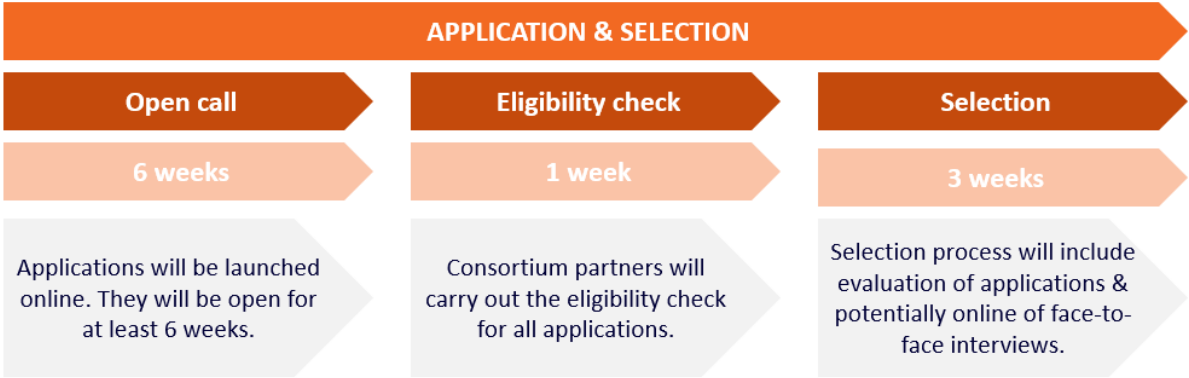 APPLICATION & SELECTION
Open call
Eligibility check
Selection
6 weeks
1 week
3 weeks
Applications will be launched
online. They will be open for
at least 6 weeks.
Consortium partners will
carry out the eligibility check
for all applications.
Selection process will include
evaluation of applications &
potentially online of face-to-
face interviews.